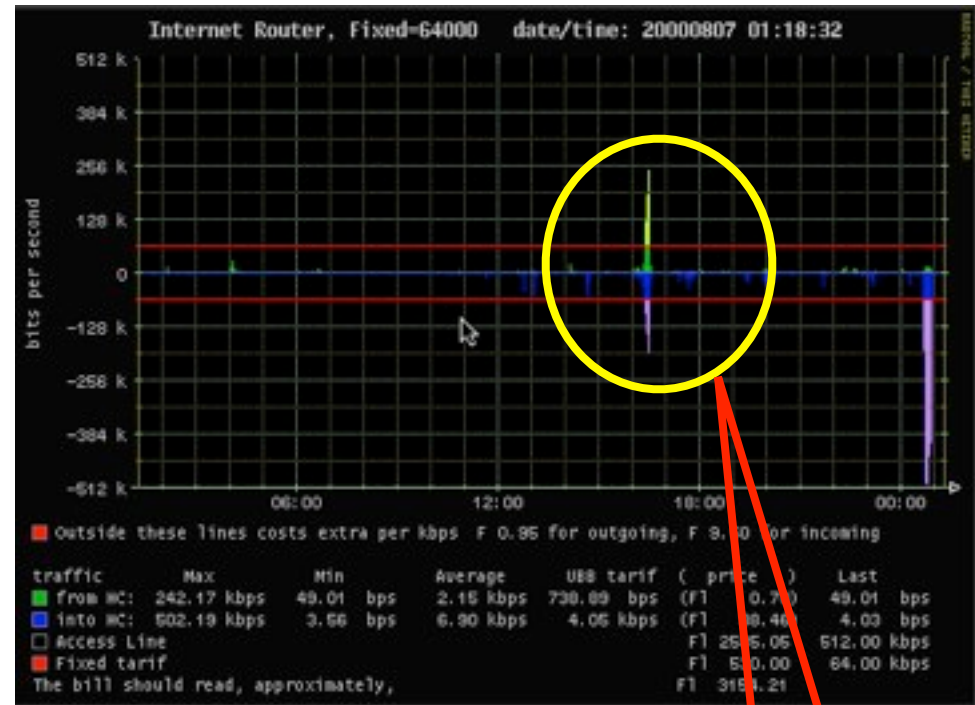 Internet Router, Fixed=64000 date/time: 20000807 01:18:32
bits per second
512 k
384 k
256 k
128 k
0
-128 k
-256 k
-384 k
-512 k
06:00 12:00 18:00 00:00
Outside these lines costs extra per kbps F 0.95 for outgoing, F for incoming
traffic Max Min Average UBB tarif ( price ) Last
from HC: 242.17 kbps 49.01 bps 2.15 kbps 738.89 bps (Fl 49.01 bps
into HC: 502.19 kbps 3.56 bps 6.90 kbps 4.05 kbps (Fl 4.03 bps
Access Line Fl 512.00 kbps
Fixed tarif Fl 64.00 kbps
The bill should read, approximately, Fl